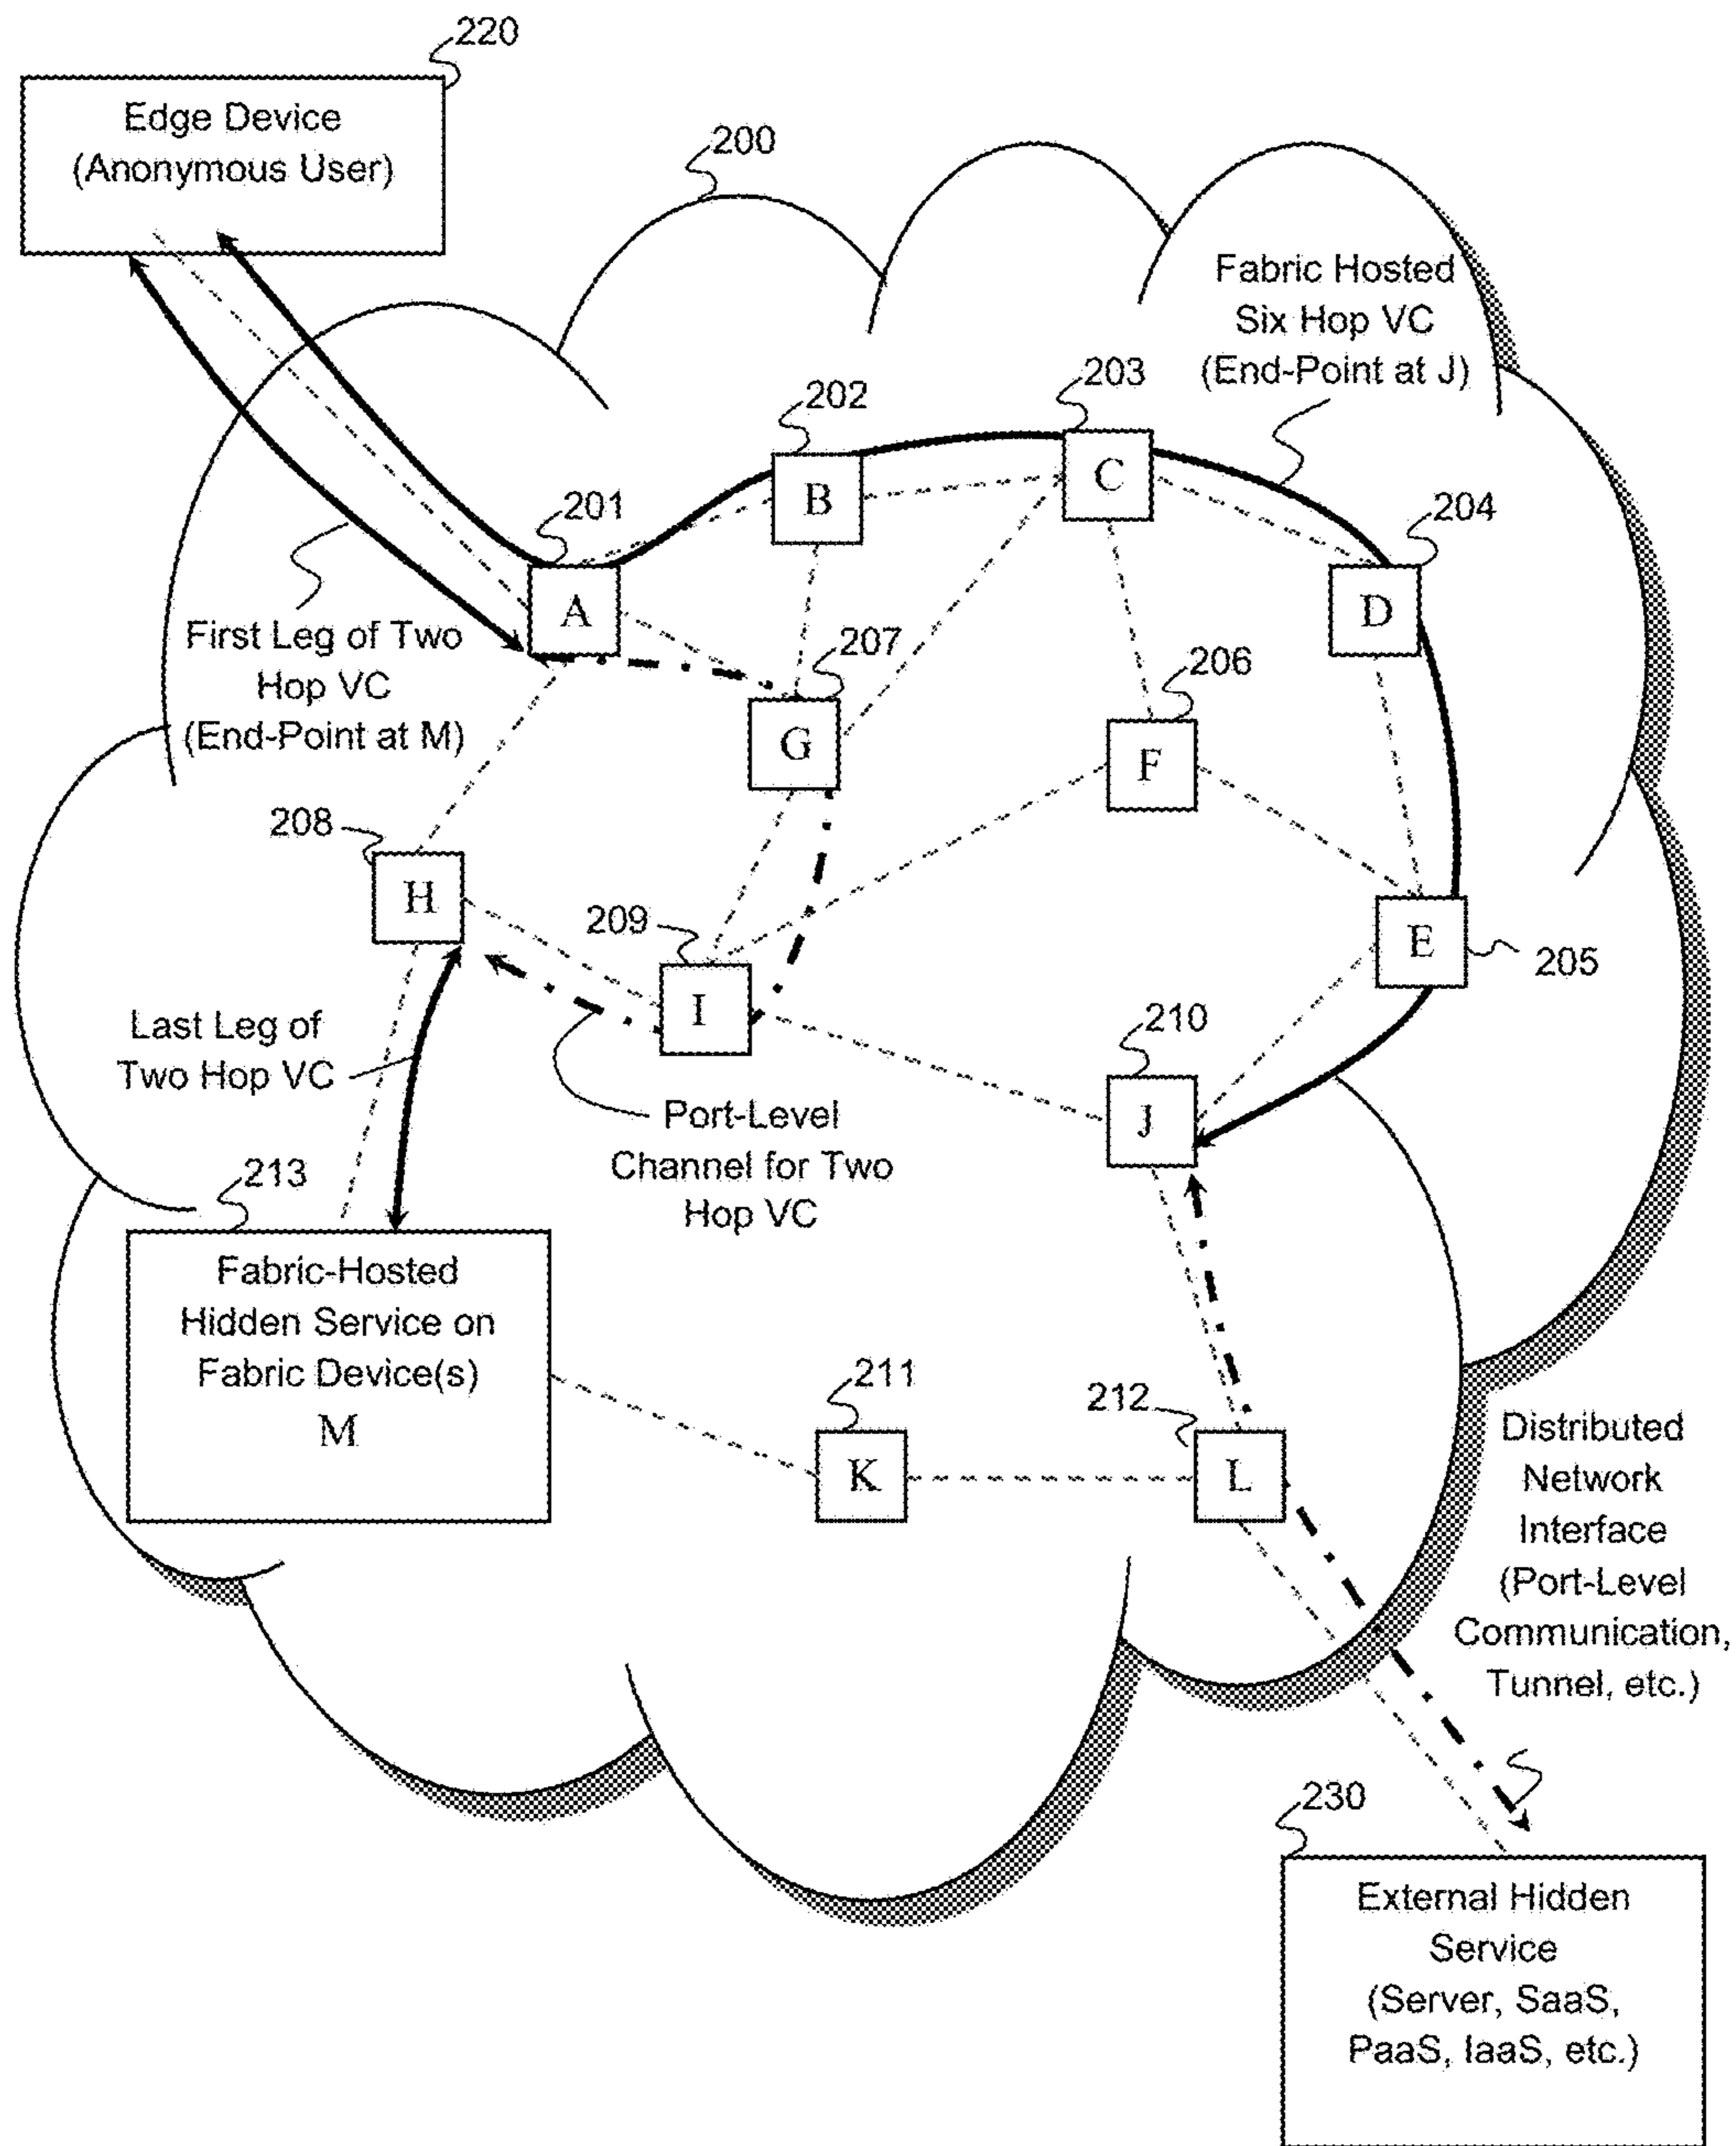 220
Edge Device
(Anonymous User)
200
Fabric Hosted
Six Hop VC
(End-Point at J)
203
202
C
B
201
204
A
D
First Leg of Two
Hop VC
(End-Point at M)
207
206
G
F
208
H
209
I
E
205
Last Leg of
Two Hop VC
210
J
Port-Level
Channel for Two
Hop VC
213
Fabric-Hosted
Hidden Service on
Fabric Device(s)
M
211
K
212
L
Distributed
Network
Interface
(Port-Level
Communication,
Tunnel, etc.)
230
External Hidden
Service
(Server, SaaS,
PaaS, IaaS, etc.)